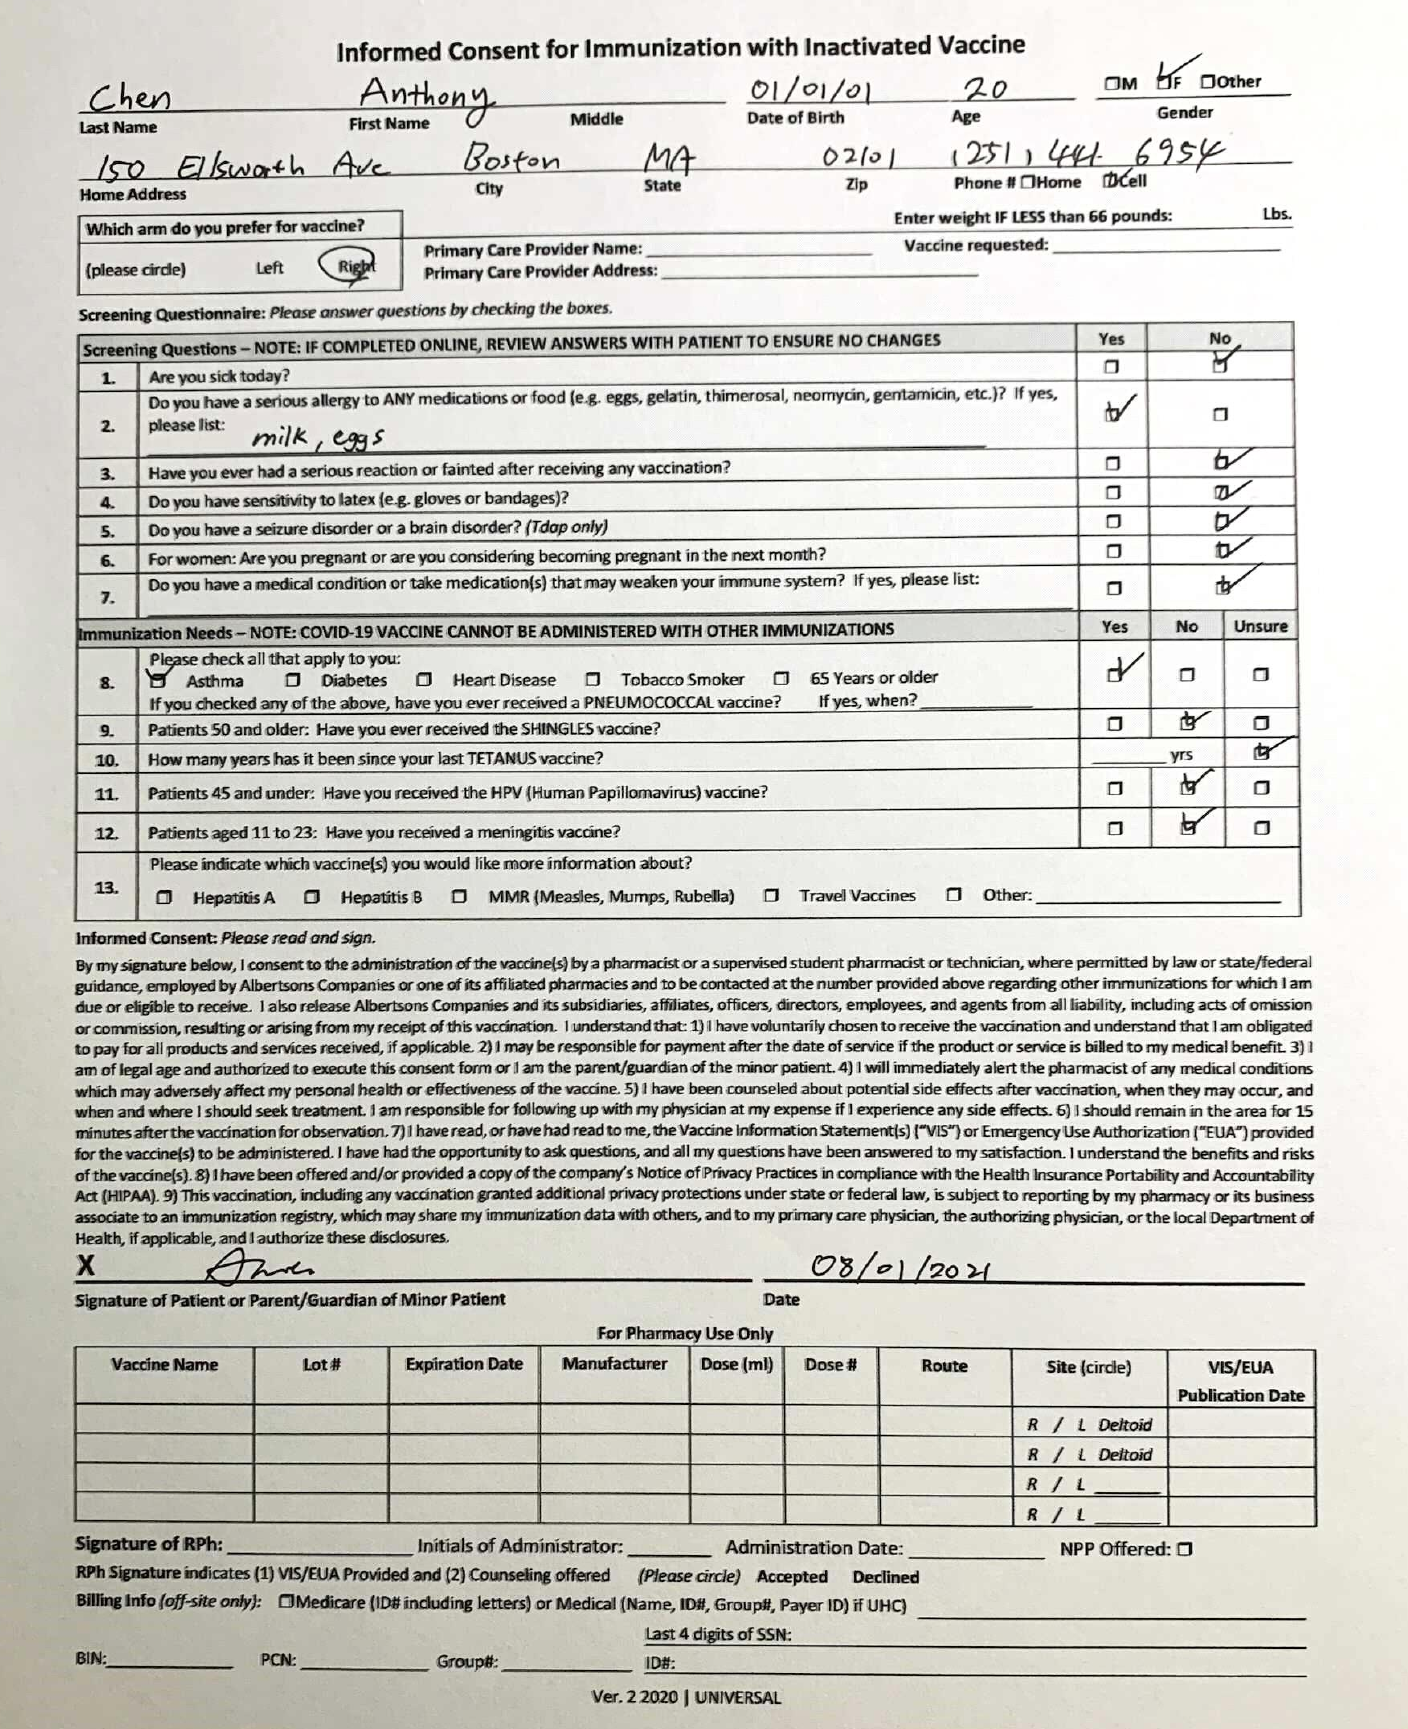 Informed Consent for Immunization with Inactivated Vaccine
Chen Anthony 01/01/01 20 ☐M ☑F ☐Other
Last Name First Name Middle Date of Birth Age Gender
150 Ellsworth Ave Boston MA 02101 (251) 441-6954
Home Address City State Zip Phone # ☐Home ☑Cell
Which arm do you prefer for vaccine?
(please circle) Left Right
Enter weight IF LESS than 66 pounds: Lbs.
Primary Care Provider Name: Vaccine requested:
Primary Care Provider Address:
Screening Questionnaire: Please answer questions by checking the boxes.
Screening Questions – NOTE: IF COMPLETED ONLINE, REVIEW ANSWERS WITH PATIENT TO ENSURE NO CHANGES Yes No
1. Are you sick today? ☐ ☑
2. Do you have a serious allergy to ANY medications or food (e.g. eggs, gelatin, thimerosal, neomycin, gentamicin, etc.)? If yes,
please list: milk, eggs ☑ ☐
3. Have you ever had a serious reaction or fainted after receiving any vaccination? ☐ ☑
4. Do you have sensitivity to latex (e.g. gloves or bandages)? ☐ ☑
5. Do you have a seizure disorder or a brain disorder? (Tdap only) ☐ ☑
6. For women: Are you pregnant or are you considering becoming pregnant in the next month? ☐ ☑
7. Do you have a medical condition or take medication(s) that may weaken your immune system? If yes, please list: ☐ ☑
Immunization Needs – NOTE: COVID-19 VACCINE CANNOT BE ADMINISTERED WITH OTHER IMMUNIZATIONS Yes No Unsure
8. Please check all that apply to you:
☑ Asthma ☐ Diabetes ☐ Heart Disease ☐ Tobacco Smoker ☐ 65 Years or older ☑ ☐ ☐
If you checked any of the above, have you ever received a PNEUMOCOCCAL vaccine? If yes, when?
9. Patients 50 and older: Have you ever received the SHINGLES vaccine? ☐ ☑ ☐
10. How many years has it been since your last TETANUS vaccine? yrs ☑
11. Patients 45 and under: Have you received the HPV (Human Papillomavirus) vaccine? ☐ ☑ ☐
12. Patients aged 11 to 23: Have you received a meningitis vaccine? ☐ ☑ ☐
13. Please indicate which vaccine(s) you would like more information about?
☐ Hepatitis A ☐ Hepatitis B ☐ MMR (Measles, Mumps, Rubella) ☐ Travel Vaccines ☐ Other:
Informed Consent: Please read and sign.
By my signature below, I consent to the administration of the vaccine(s) by a pharmacist or a supervised student pharmacist or technician, where permitted by law or state/federal
guidance, employed by Albertsons Companies or one of its affiliated pharmacies and to be contacted at the number provided above regarding other immunizations for which I am
due or eligible to receive. I also release Albertsons Companies and its subsidiaries, affiliates, officers, directors, employees, and agents from all liability, including acts of omission
or commission, resulting or arising from my receipt of this vaccination. I understand that: 1) I have voluntarily chosen to receive the vaccination and understand that I am obligated
to pay for all products and services received, if applicable. 2) I may be responsible for payment after the date of service if the product or service is billed to my medical benefit. 3) I
am of legal age and authorized to execute this consent form or I am the parent/guardian of the minor patient. 4) I will immediately alert the pharmacist of any medical conditions
which may adversely affect my personal health or effectiveness of the vaccine. 5) I have been counseled about potential side effects after vaccination, when they may occur, and
when and where I should seek treatment. I am responsible for following up with my physician at my expense if I experience any side effects. 6) I should remain in the area for 15
minutes after the vaccination for observation. 7) I have read, or have had read to me, the Vaccine Information Statement(s) ("VIS") or Emergency Use Authorization ("EUA") provided
for the vaccine(s) to be administered. I have had the opportunity to ask questions, and all my questions have been answered to my satisfaction. I understand the benefits and risks
of the vaccine(s). 8) I have been offered and/or provided a copy of the company's Notice of Privacy Practices in compliance with the Health Insurance Portability and Accountability
Act (HIPAA). 9) This vaccination, including any vaccination granted additional privacy protections under state or federal law, is subject to reporting by my pharmacy or its business
associate to an immunization registry, which may share my immunization data with others, and to my primary care physician, the authorizing physician, or the local Department of
Health, if applicable, and I authorize these disclosures.
X 08/01/2021
Signature of Patient or Parent/Guardian of Minor Patient Date
For Pharmacy Use Only
Vaccine Name Lot # Expiration Date Manufacturer Dose (ml) Dose # Route Site (circle) VIS/EUA
Publication Date
R / L Deltoid
R / L Deltoid
R / L
R / L
Signature of RPh: Initials of Administrator: Administration Date: NPP Offered: ☐
RPh Signature indicates (1) VIS/EUA Provided and (2) Counseling offered (Please circle) Accepted Declined
Billing Info (off-site only): ☐Medicare (ID# including letters) or Medical (Name, ID#, Group#, Payer ID) if UHC)
Last 4 digits of SSN:
BIN: PCN: Group#: ID#:
Ver. 2 2020 | UNIVERSAL